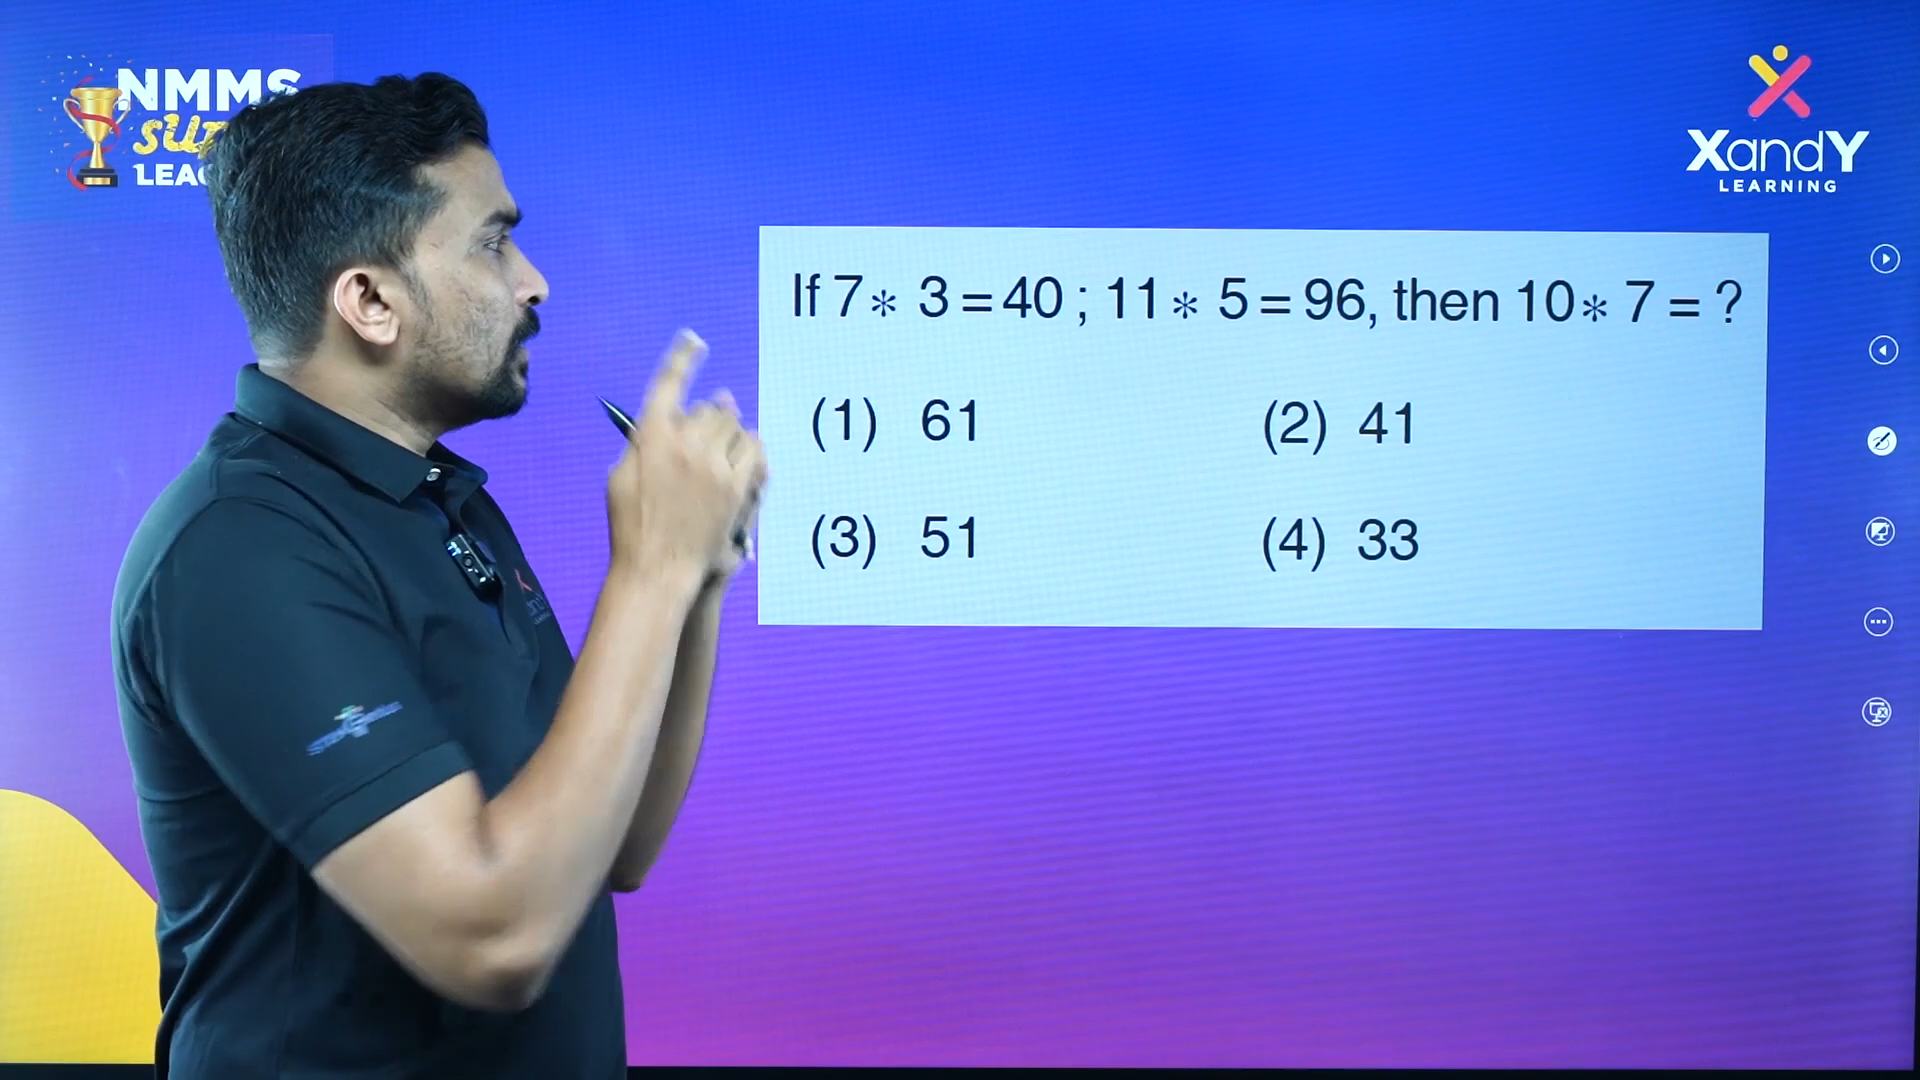 NMMS
LEARNING
XandY
If 7 * 3 = 40 ; 11 * 5 = 96, then 10 * 7 = ?
(1) 61
(2) 41
(3) 51
(4) 33